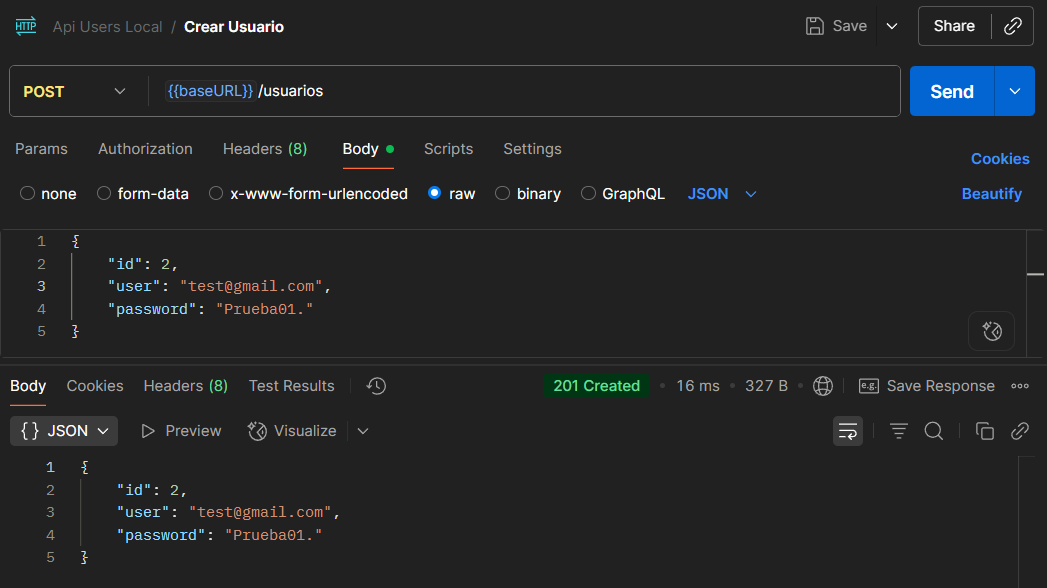 HTTP Api Users Local / Crear Usuario Save Share
POST {{baseURL}} /usuarios Send
Params Authorization Headers (8) Body Scripts Settings Cookies
none form-data x-www-form-urlencoded raw binary GraphQL JSON Beautify
1 {
2 "id": 2,
3 "user": "test@gmail.com",
4 "password": "Prueba01."
5 }
Body Cookies Headers (8) Test Results 201 Created • 16 ms • 327 B • e.g. Save Response
{} JSON Preview Visualize
1 {
2 "id": 2,
3 "user": "test@gmail.com",
4 "password": "Prueba01."
5 }